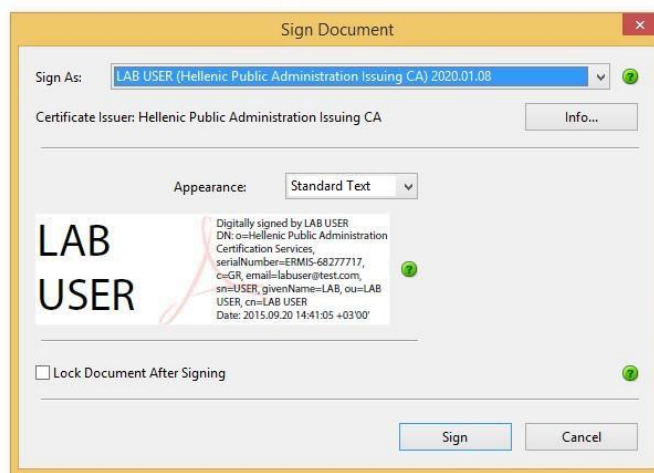 Sign Document
Sign As: LAB USER (Hellenic Public Administration Issuing CA) 2020.01.08
Certificate Issuer: Hellenic Public Administration Issuing CA
Info...
Appearance: Standard Text
LAB
USER
Digitally signed by LAB USER
DN: o=Hellenic Public Administration
Certification Services,
serialNumber=ERMIS-68277717,
c=GR, email=labuser@test.com,
sn=USER, givenName=LAB, ou=LAB
USER, cn=LAB USER
Date: 2015.09.20 14:41:05 +03'00'
Lock Document After Signing
Sign
Cancel